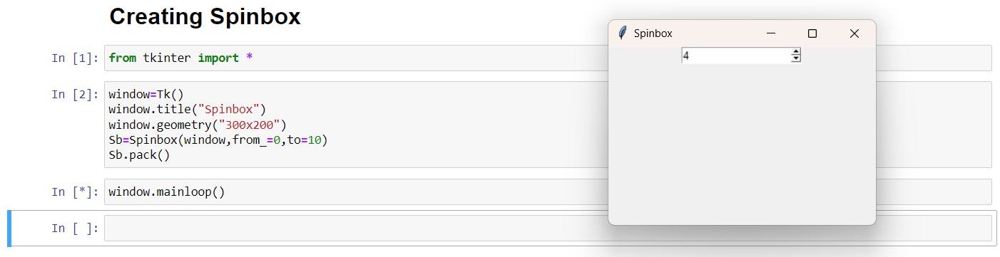 Creating Spinbox
In [1]: from tkinter import *
In [2]: window=Tk()
window.title("Spinbox")
window.geometry("300x200")
Sb=Spinbox(window,from_=0,to=10)
Sb.pack()
In [*]: window.mainloop()
In [ ]:
Spinbox
4